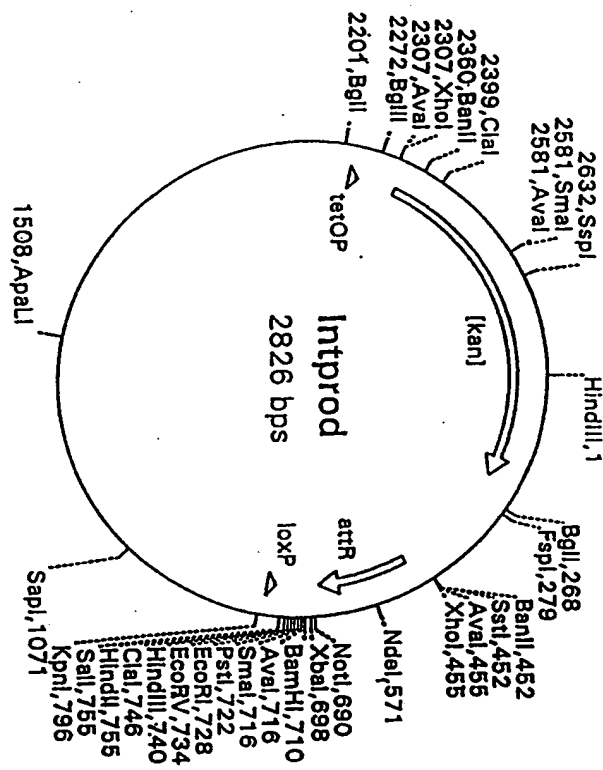 2632,SspI
2581,SmaI
2581,AvaI
2399,ClaI
2360,BanII
2307,XhoI
2307,AvaI
2272,BglII
2201,BglI
tetOP
[kan]
HindIII,1
BglI,268
FspI,279
BanII,452
SstI,452
AvaI,455
XhoI,455
NdeI,571
attR
loxP
Intprod
2826 bps
NotI,690
XbaI,698
BamHI,710
AvaI,716
SmaI,716
PstI,722
EcoRI,728
EcoRV,734
HindIII,740
ClaI,746
HindII,755
SalI,755
KpnI,796
SapI,1071
1508,ApaLI